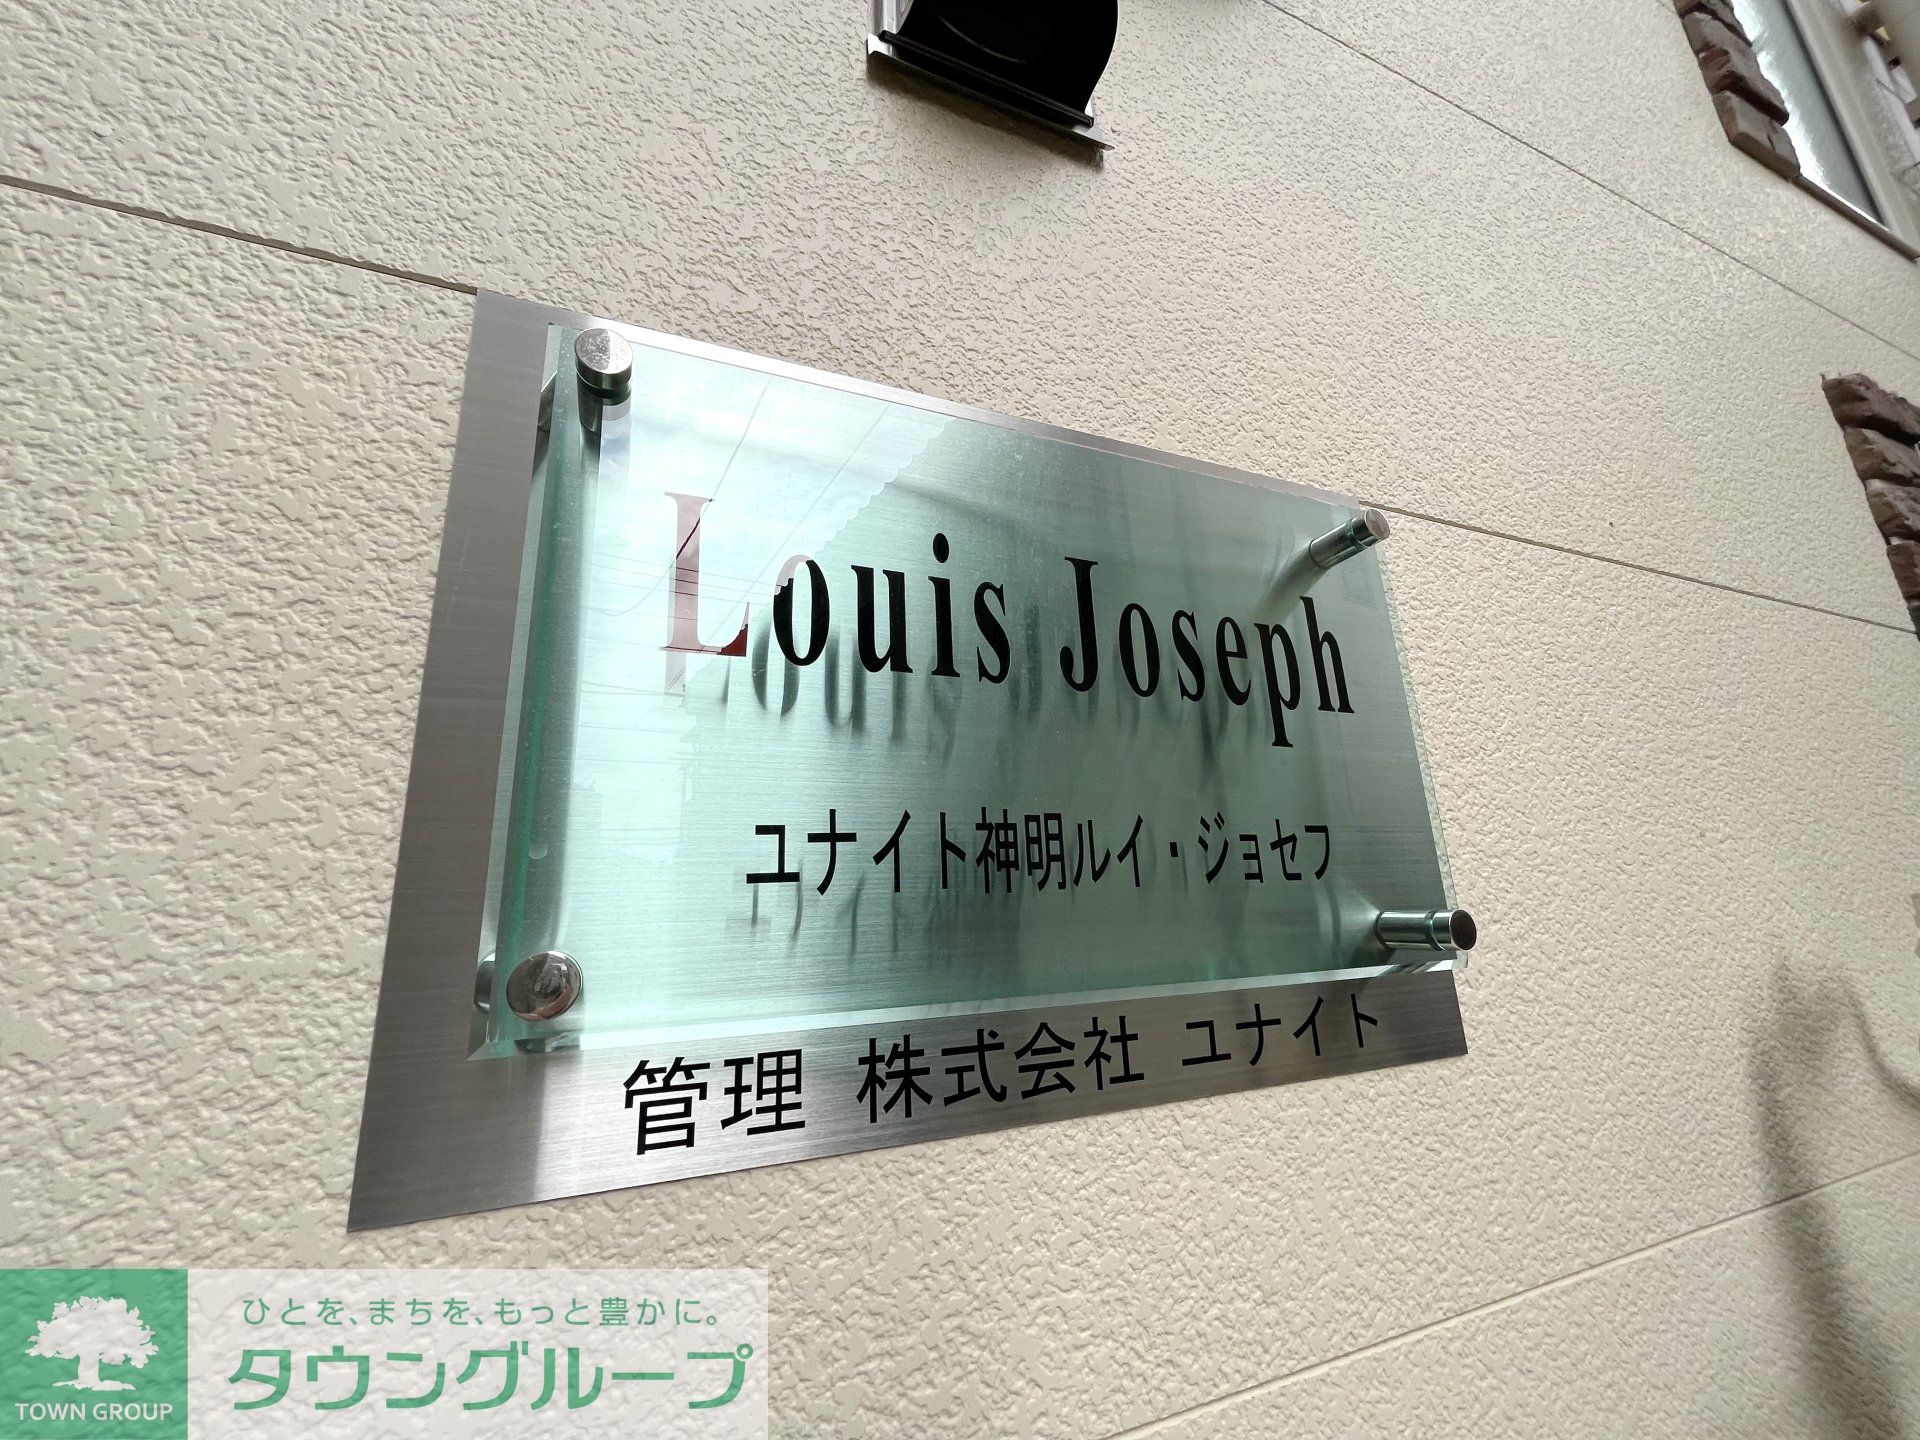 Louis Joseph
ユナイト神明ルイ・ジョセフ
管理 株式会社 ユナイト
ひとを、まちを、もっと豊かに。
タウングループ
TOWN GROUP